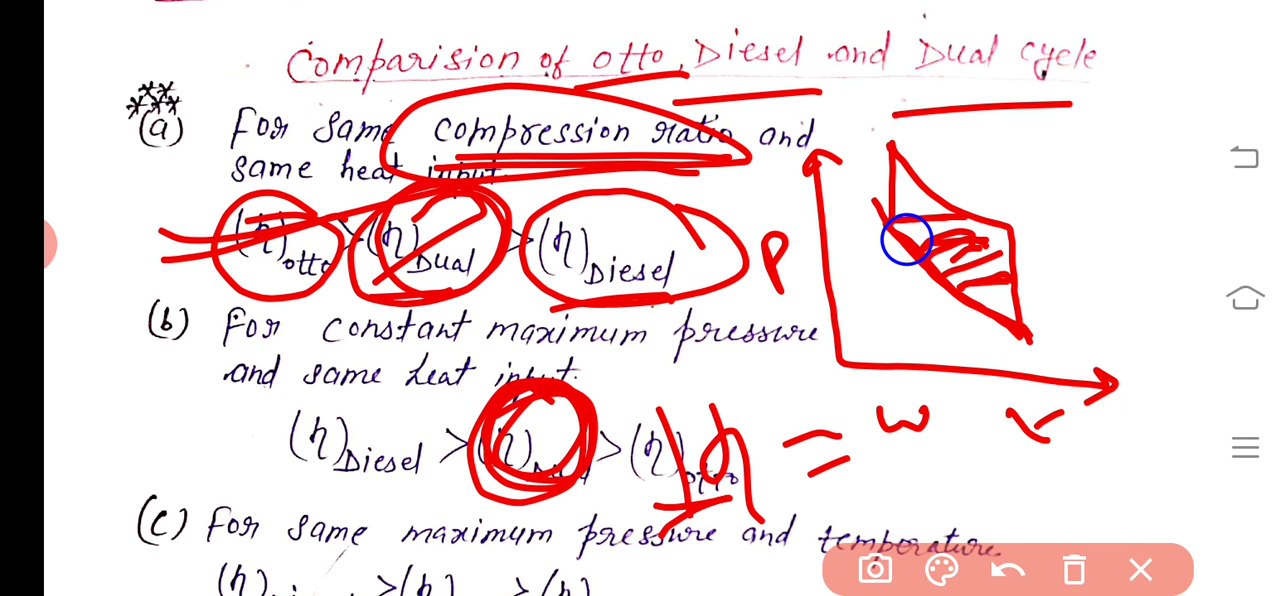 Comparision of otto, Diesel and Dual cycle
(a) For same compression ratio and
same heat input.
(η)otto > (η)Dual > (η)Diesel
P
(b) For constant maximum pressure
and same heat input.
w
(η)Diesel > (η) > (η)otto
η =
(c) For same maximum pressure and temperature.
(η) > (η) > (η)